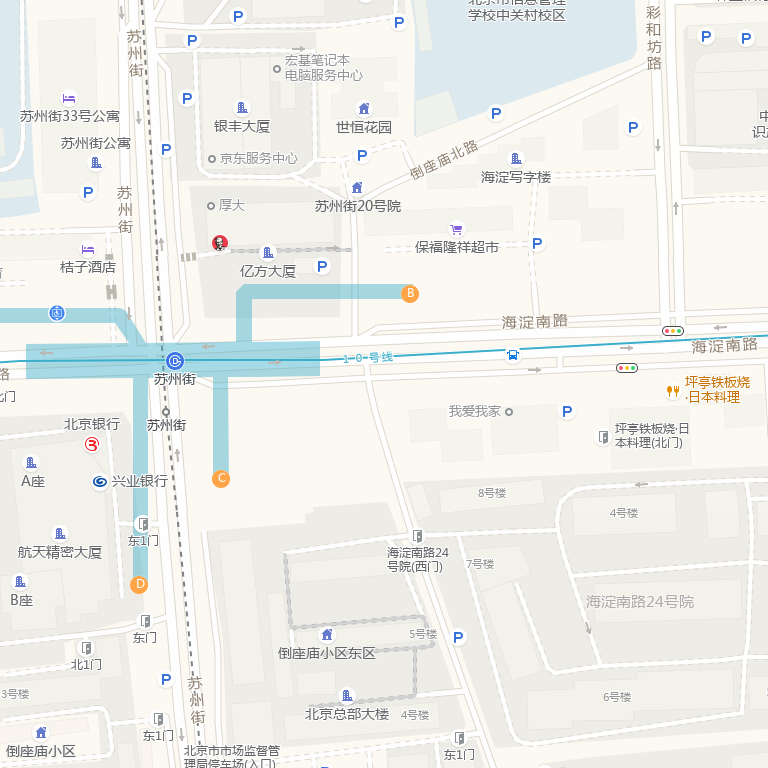 北京市信息管理
学校中关村校区
彩和坊路
P
P
P
P
P
苏州街
宏基笔记本
电脑服务中心
苏州街33号公寓
P
银丰大厦
世恒花园
P
P
苏州街公寓
P
京东服务中心
P
倒座庙北路
海淀写字楼
P
苏州街
厚大
苏州街20号院
桔子酒店
亿方大厦
P
保福隆祥超市
P
B
海淀南路
海淀南路
10号线
路
苏州街
北门
苏州街
坪亭铁板烧
·日本料理
我爱我家
P
坪亭铁板烧·日
本料理(北门)
北京银行
A座
兴业银行
C
8号楼
4号楼
东1门
航天精密大厦
海淀南路24
号院(西门)
7号楼
D
B座
海淀南路24号院
东门
5号楼
P
倒座庙小区东区
北1门
P
3号楼
苏州街
6号楼
北京总部大楼
4号楼
东1门
倒座庙小区
北京市市场监督管
理局停车场(入口)
P
东1门